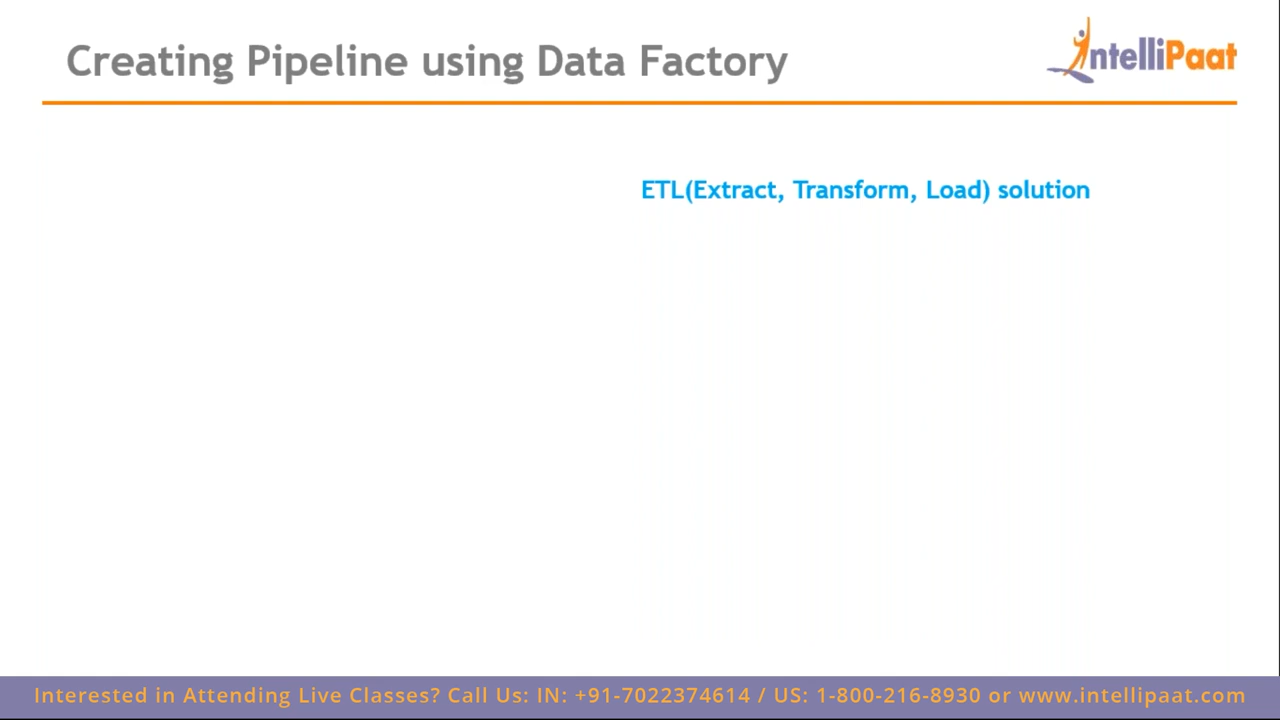 Creating Pipeline using Data Factory
IntelliPaat
ETL(Extract, Transform, Load) solution
Interested in Attending Live Classes? Call Us: IN: +91-7022374614 / US: 1-800-216-8930 or www.intellipaat.com